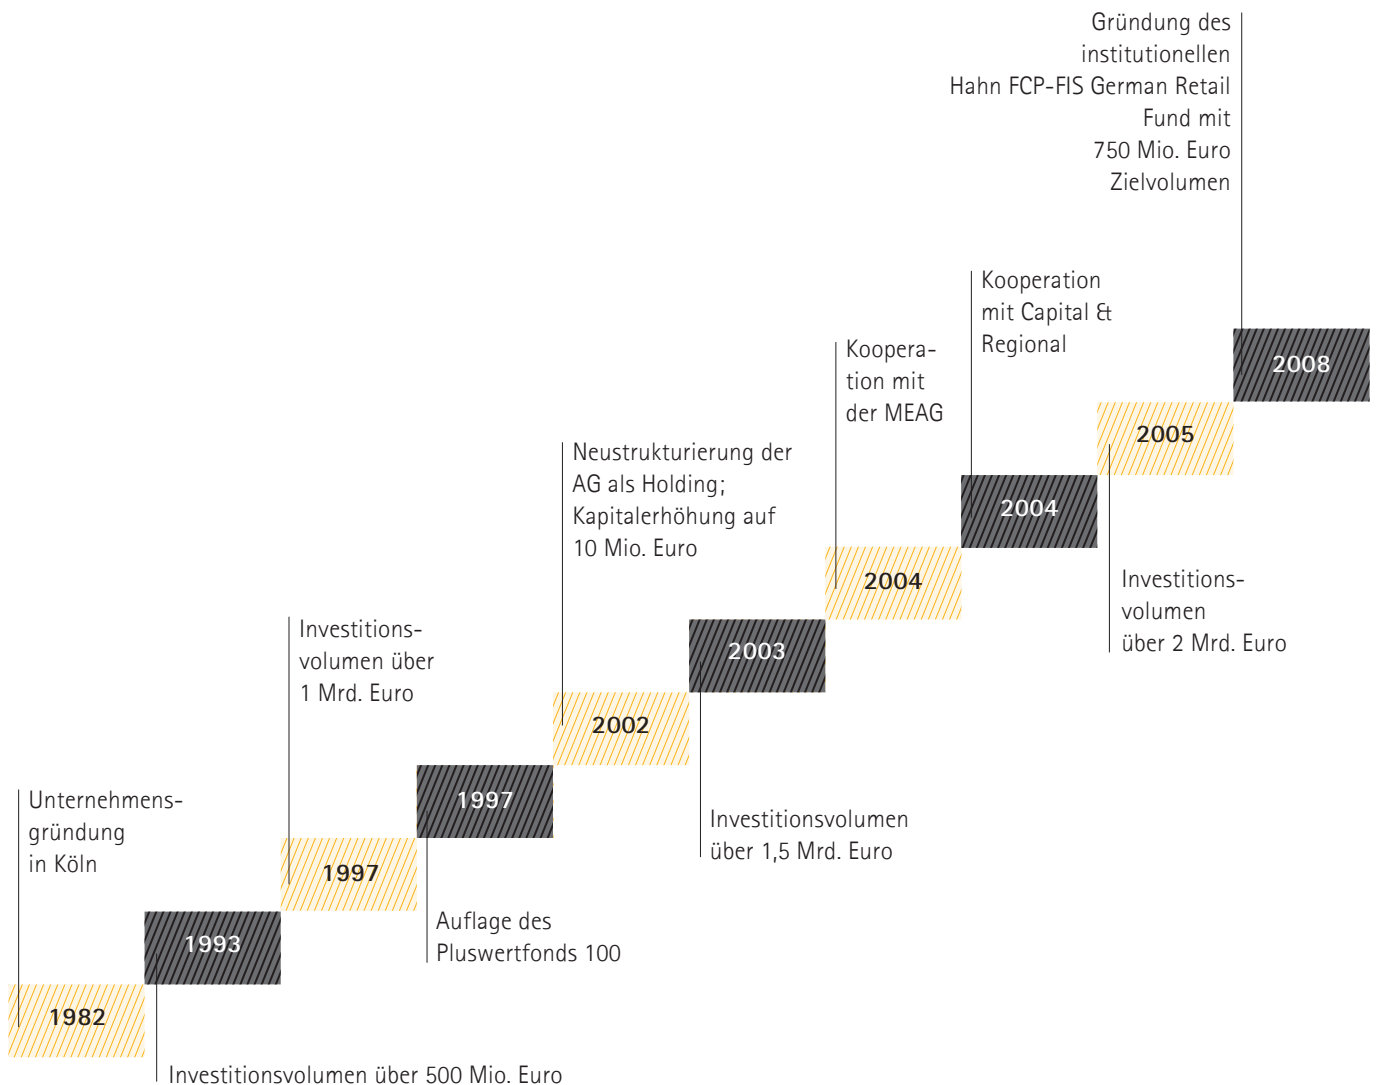 Gründung des
institutionellen
Hahn FCP-FIS German Retail
Fund mit
750 Mio. Euro
Zielvolumen
Kooperation
mit Capital &
Regional
2008
Koopera-
tion mit
der MEAG
2005
Neustrukturierung der
AG als Holding;
Kapitalerhöhung auf
10 Mio. Euro
2004
2004
Investitions-
volumen
über 2 Mrd. Euro
Investitions-
volumen über
1 Mrd. Euro
2003
2002
Unternehmens-
gründung
in Köln
1997
Investitionsvolumen
über 1,5 Mrd. Euro
1997
Auflage des
Pluswertfonds 100
1993
1982
Investitionsvolumen über 500 Mio. Euro